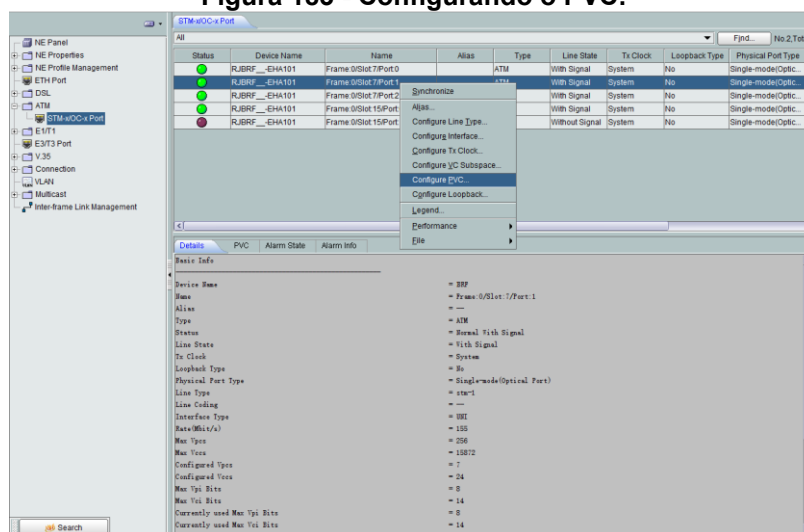 STM-x/OC-x Port
All
Find...
No:2,Tot
NE Panel
NE Properties
NE Profile Management
ETH Port
DSL
ATM
STM-x/OC-x Port
E1/T1
E3/T3 Port
V.35
Connection
VLAN
Multicast
Inter-frame Link Management
Status Device Name Name Alias Type Line State Tx Clock Loopback Type Physical Port Type
RJBRF__-EHA101 Frame:0/Slot:7/Port:0 ATM With Signal System No Single-mode(Optic...
RJBRF__-EHA101 Frame:0/Slot:7/Port:1 ATM With Signal System No Single-mode(Optic...
RJBRF__-EHA101 Frame:0/Slot:7/Port:2 With Signal System No Single-mode(Optic...
RJBRF__-EHA101 Frame:0/Slot:15/Port: With Signal System No Single-mode(Optic...
RJBRF__-EHA101 Frame:0/Slot:15/Port: Without Signal System No Single-mode(Optic...
Synchronize
Alias...
Configure Line Type...
Configure Interface...
Configure Tx Clock...
Configure VC Subspace...
Configure PVC...
Configure Loopback...
Legend...
Performance
File
Details PVC Alarm State Alarm Info
Basic Info
Device Name = BRF
Name = Frame:0/Slot:7/Port:1
Alias = --
Type = ATM
Status = Normal With Signal
Line State = With Signal
Tx Clock = System
Loopback Type = No
Physical Port Type = Single-mode(Optical Port)
Line Type = stm-1
Line Coding = --
Interface Type = UNI
Rate(Mbit/s) = 155
Max Vpcs = 256
Max Vccs = 15872
Configured Vpcs = 7
Configured Vccs = 24
Max Vpi Bits = 8
Max Vci Bits = 14
Currently used Max Vpi Bits = 8
Currently used Max Vci Bits = 14
Search